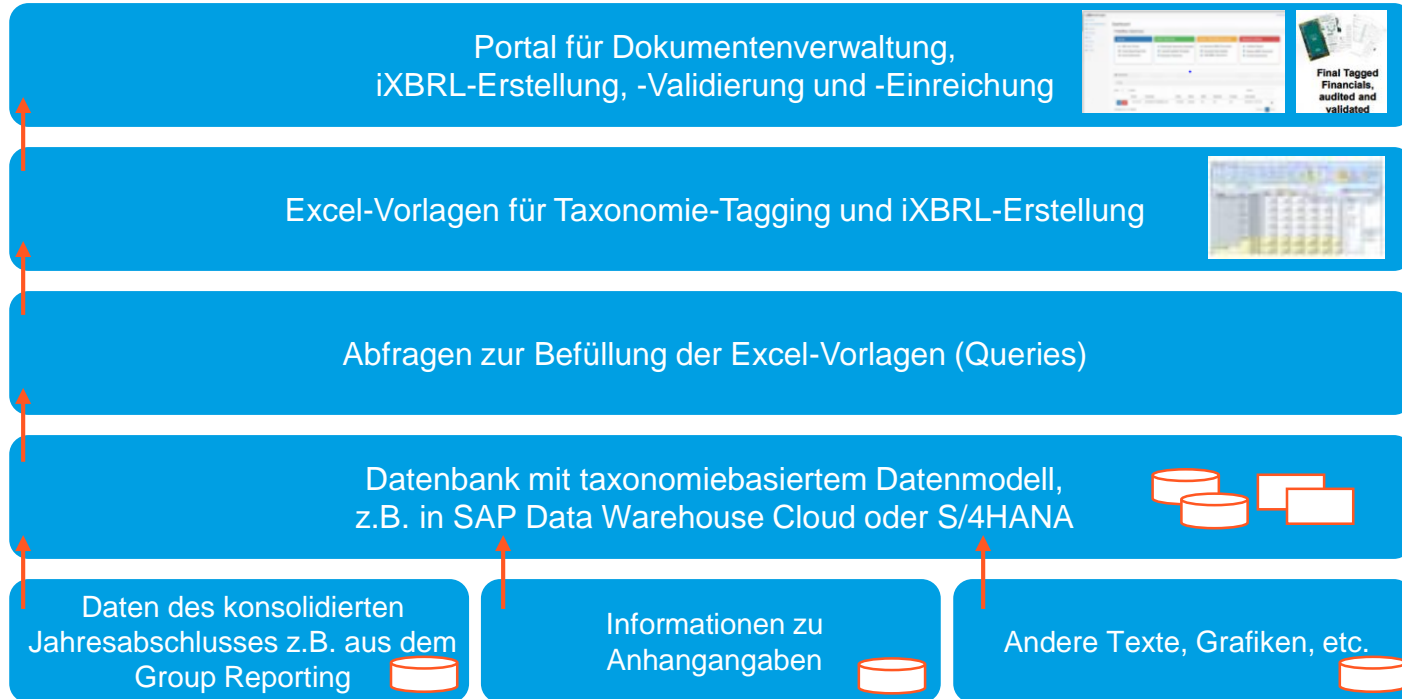 Portal für Dokumentenverwaltung,
iXBRL-Erstellung, -Validierung und -Einreichung
Final Tagged
Financials,
audited and
validated
Excel-Vorlagen für Taxonomie-Tagging und iXBRL-Erstellung
Abfragen zur Befüllung der Excel-Vorlagen (Queries)
Datenbank mit taxonomiebasiertem Datenmodell,
z.B. in SAP Data Warehouse Cloud oder S/4HANA
Daten des konsolidierten
Jahresabschlusses z.B. aus dem
Group Reporting
Informationen zu
Anhangangaben
Andere Texte, Grafiken, etc.